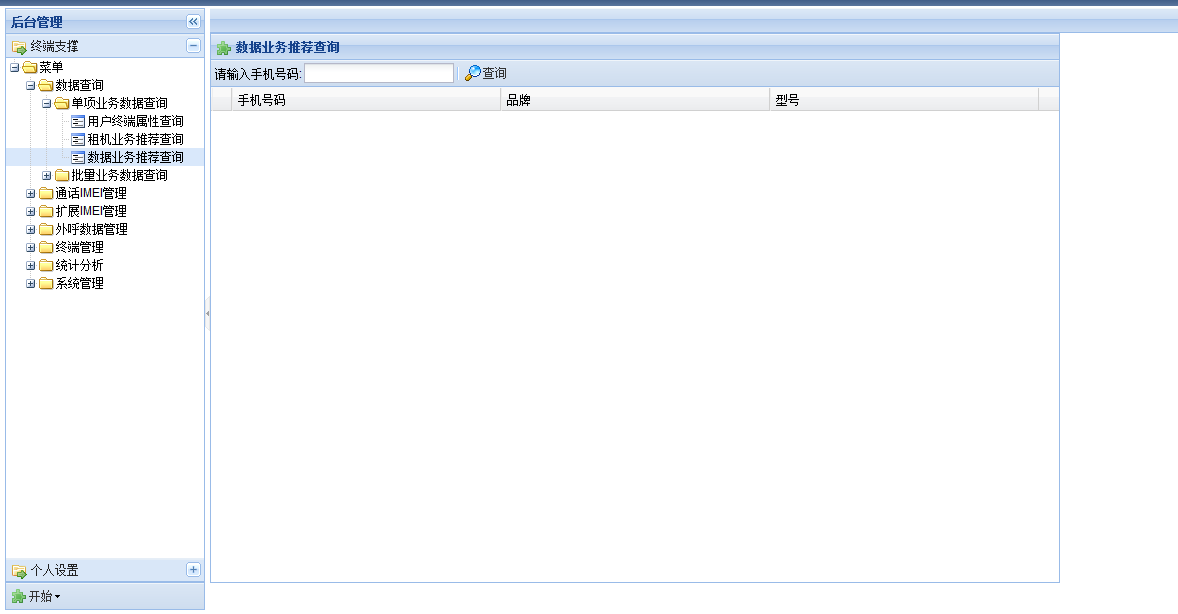 后台管理
终端支撑
菜单
数据查询
单项业务数据查询
用户终端属性查询
租机业务推荐查询
数据业务推荐查询
批量业务数据查询
通话IMEI管理
扩展IMEI管理
外呼数据管理
终端管理
统计分析
系统管理
个人设置
开始
数据业务推荐查询
请输入手机号码: 查询
手机号码 品牌 型号